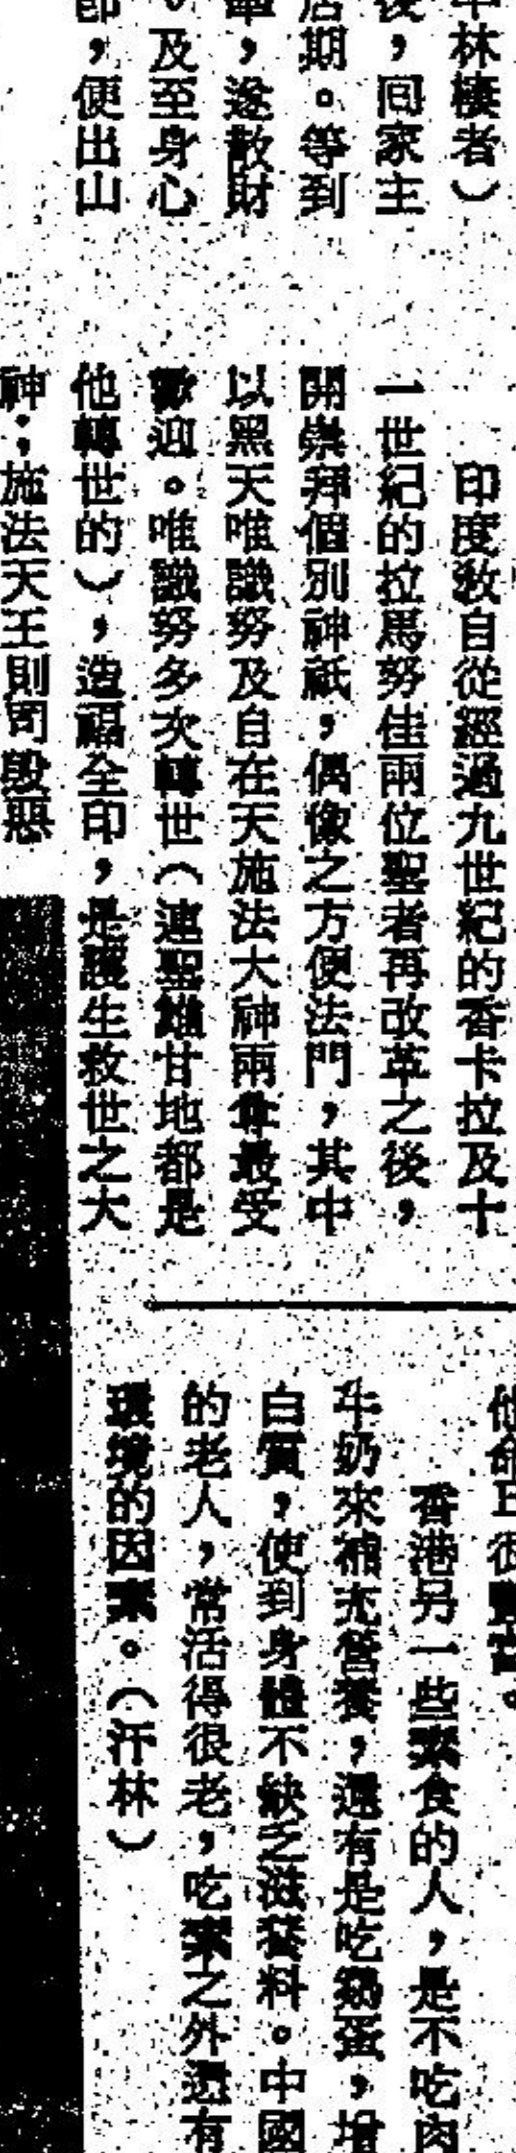 卒林棲者）
後，囘家主
居期。等到
畢，遂散財
。及至身心
卽，便出山
印度敎自從經過九世紀的香卡拉及十
一世紀的拉馬努佳兩位聖者再改革之後，
開崇拜個別神祇，偶像之方便法門，其中
以黑天唯識努及自在天施法大神兩尊最受
歡迎。唯識努多次轉世（連聖雄甘地都是
他轉世的），造福全印，是護生救世之大
神；施法天王則司毀惡
香港另一些素食的人，是不吃肉
牛奶來補充營養，還有是吃鷄蛋，增
白質，使到身體不缺乏滋養料。中國
的老人，常活得很老，吃素之外還有
環境的因素。（汗林）